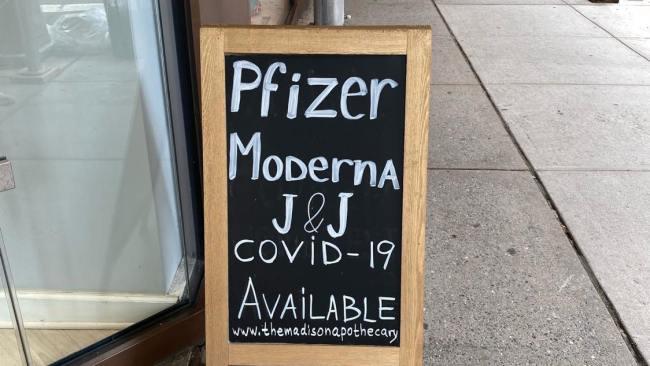 Pfizer
ModernA
J&J
COViD-19
AVAiLABLE
www.themadisonapothecary